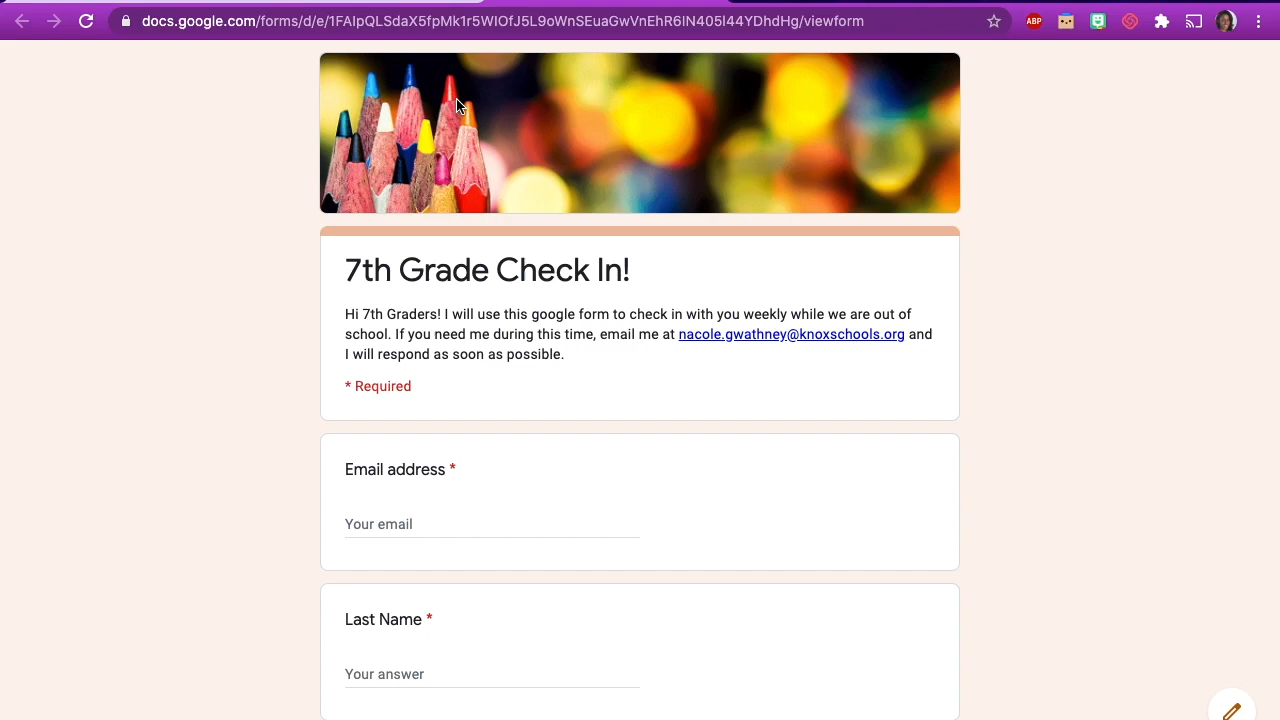 docs.google.com/forms/d/e/1FAIpQLSdaX5fpMk1r5WIOfJ5L9oWnSEuaGwVnEhR6IN405I44YDhdHg/viewform
ABP
7th Grade Check In!
Hi 7th Graders! I will use this google form to check in with you weekly while we are out of
school. If you need me during this time, email me at nacole.gwathney@knoxschools.org and
I will respond as soon as possible.
* Required
Email address *
Your email
Last Name *
Your answer